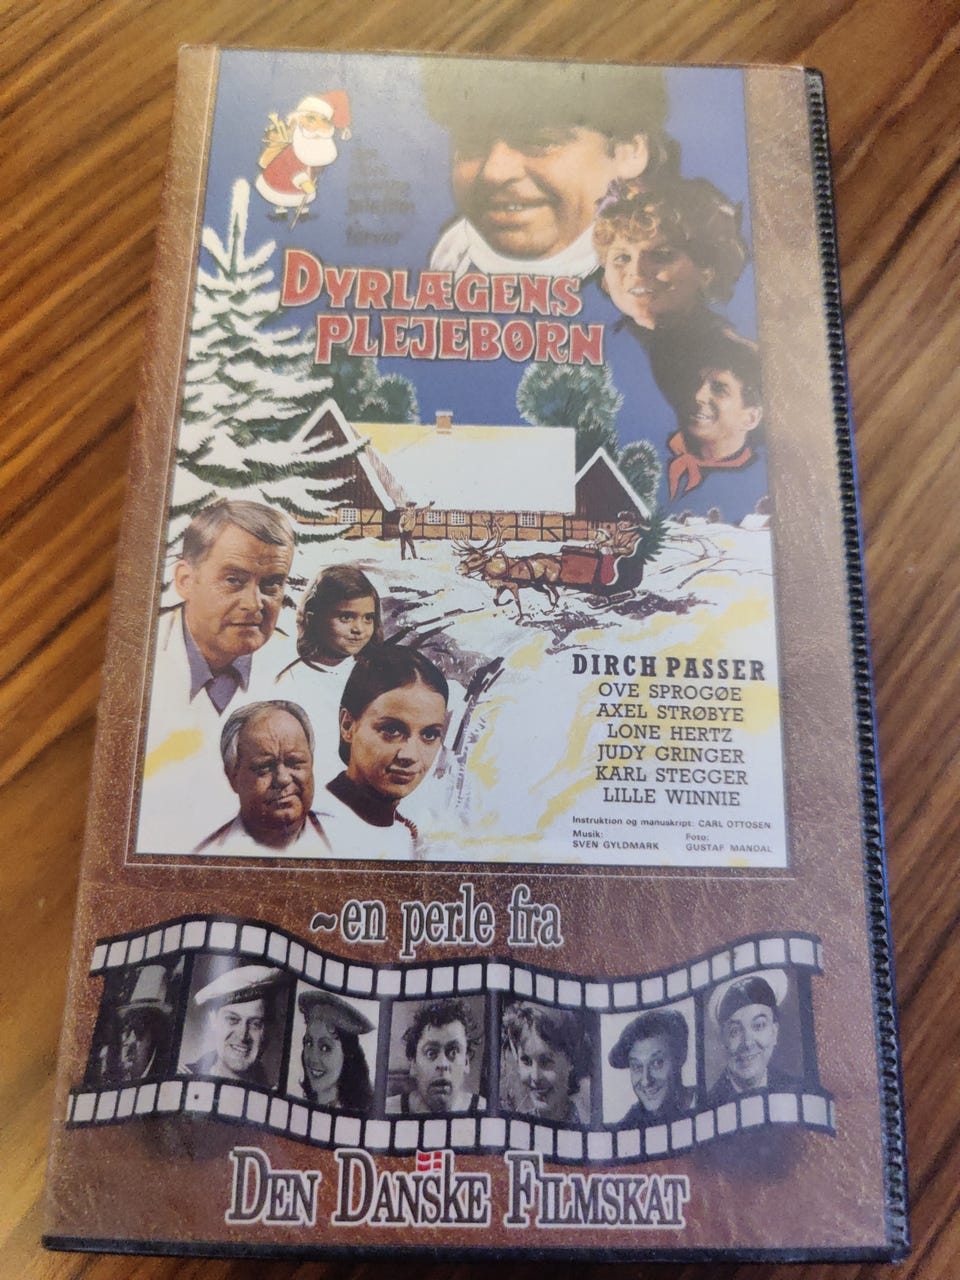 DYRLÆGENS
PLEJEBØRN
DIRCH PASSER
OVE SPROGØE
AXEL STRØBYE
LONE HERTZ
JUDY GRINGER
KARL STEGGER
LILLE WINNIE
Instruktion og manuskript: CARL OTTOSEN
Musik:
SVEN GYLDMARK
Foto:
GUSTAF MANDAL
~en perle fra
DEN DANSKE FILMSKAT